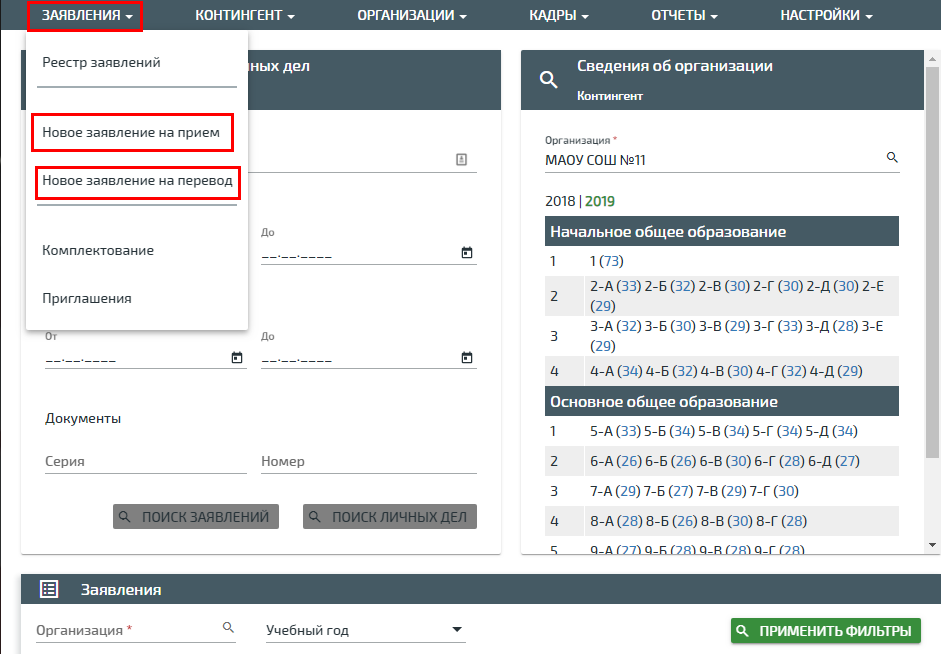 ЗАЯВЛЕНИЯ КОНТИНГЕНТ ОРГАНИЗАЦИИ КАДРЫ ОТЧЕТЫ НАСТРОЙКИ
Реестр заявлений
Новое заявление на прием
Новое заявление на перевод
Комплектование
Приглашения
дел
До
__.__.____
От
До
__.__.____
__.__.____
Документы
Серия
Номер
ПОИСК ЗАЯВЛЕНИЙ
ПОИСК ЛИЧНЫХ ДЕЛ
Сведения об организации
Контингент
Организация *
МАОУ СОШ №11
2018 | 2019
Начальное общее образование
1 1 (73)
2 2-А (33) 2-Б (32) 2-В (30) 2-Г (30) 2-Д (30) 2-Е
(29)
3 3-А (32) 3-Б (30) 3-В (29) 3-Г (33) 3-Д (28) 3-Е
(29)
4 4-А (34) 4-Б (32) 4-В (30) 4-Г (32) 4-Д (29)
Основное общее образование
1 5-А (33) 5-Б (34) 5-В (34) 5-Г (34) 5-Д (34)
2 6-А (26) 6-Б (26) 6-В (30) 6-Г (28) 6-Д (27)
3 7-А (29) 7-Б (27) 7-В (29) 7-Г (30)
4 8-А (28) 8-Б (26) 8-В (30) 8-Г (28)
5 9-А (27) 9-Б (28) 9-В (28) 9-Г (28)
Заявления
Организация *
Учебный год
ПРИМЕНИТЬ ФИЛЬТРЫ